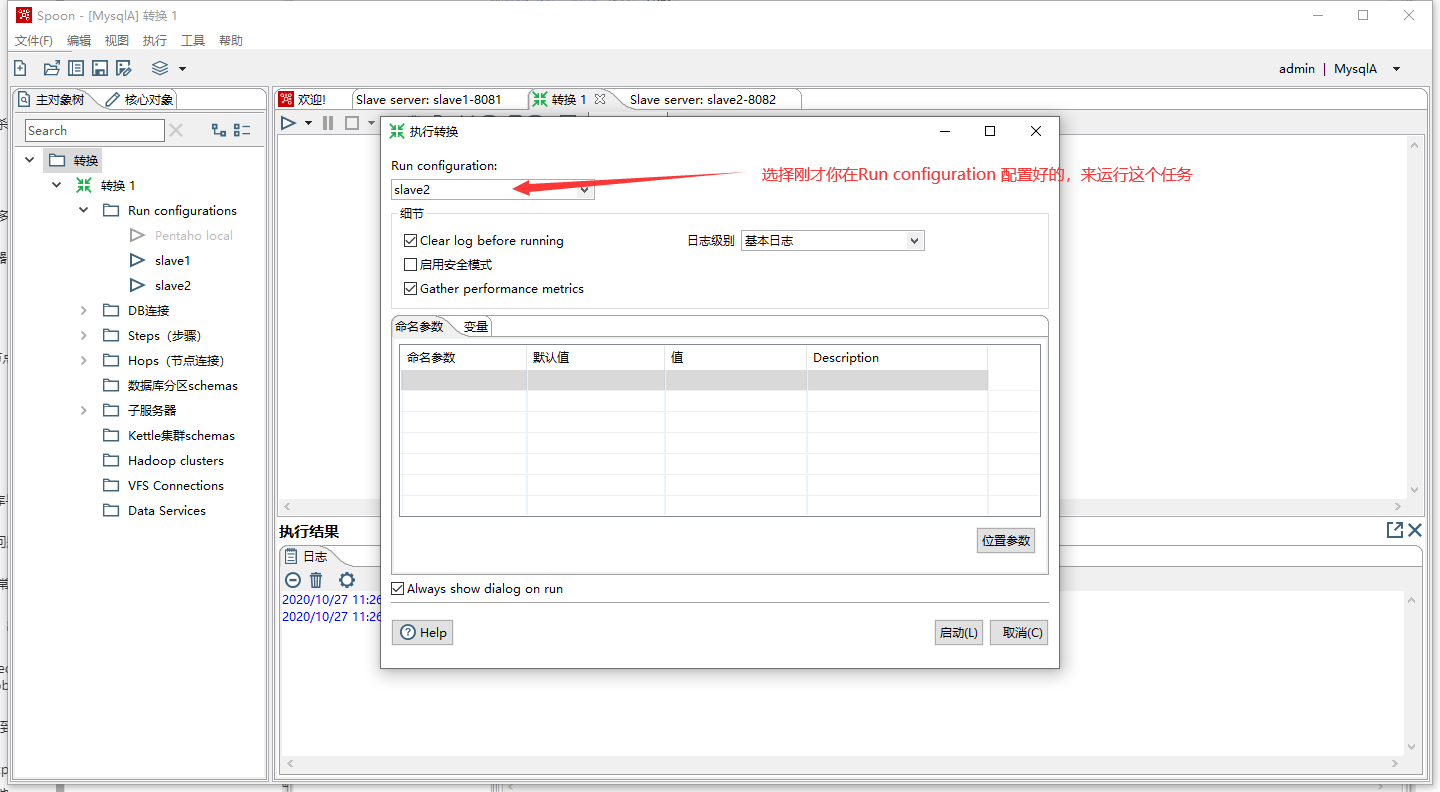 Spoon - [MysqlA] 转换 1
文件(F) 编辑 视图 执行 工具 帮助
admin | MysqlA
主对象树 核心对象
Search
转换
转换 1
Run configurations
Pentaho local
slave1
slave2
DB连接
Steps（步骤）
Hops（节点连接）
数据库分区schemas
子服务器
Kettle集群schemas
Hadoop clusters
VFS Connections
Data Services
欢迎! Slave server: slave1-8081 转换 1 Slave server: slave2-8082
执行转换
Run configuration:
slave2
选择刚才你在Run configuration 配置好的，来运行这个任务
细节
Clear log before running 日志级别 基本日志
启用安全模式
Gather performance metrics
命名参数 变量
命名参数 默认值 值 Description
位置参数
Always show dialog on run
Help 启动(L) 取消(C)
执行结果
日志
2020/10/27 11:26
2020/10/27 11:26